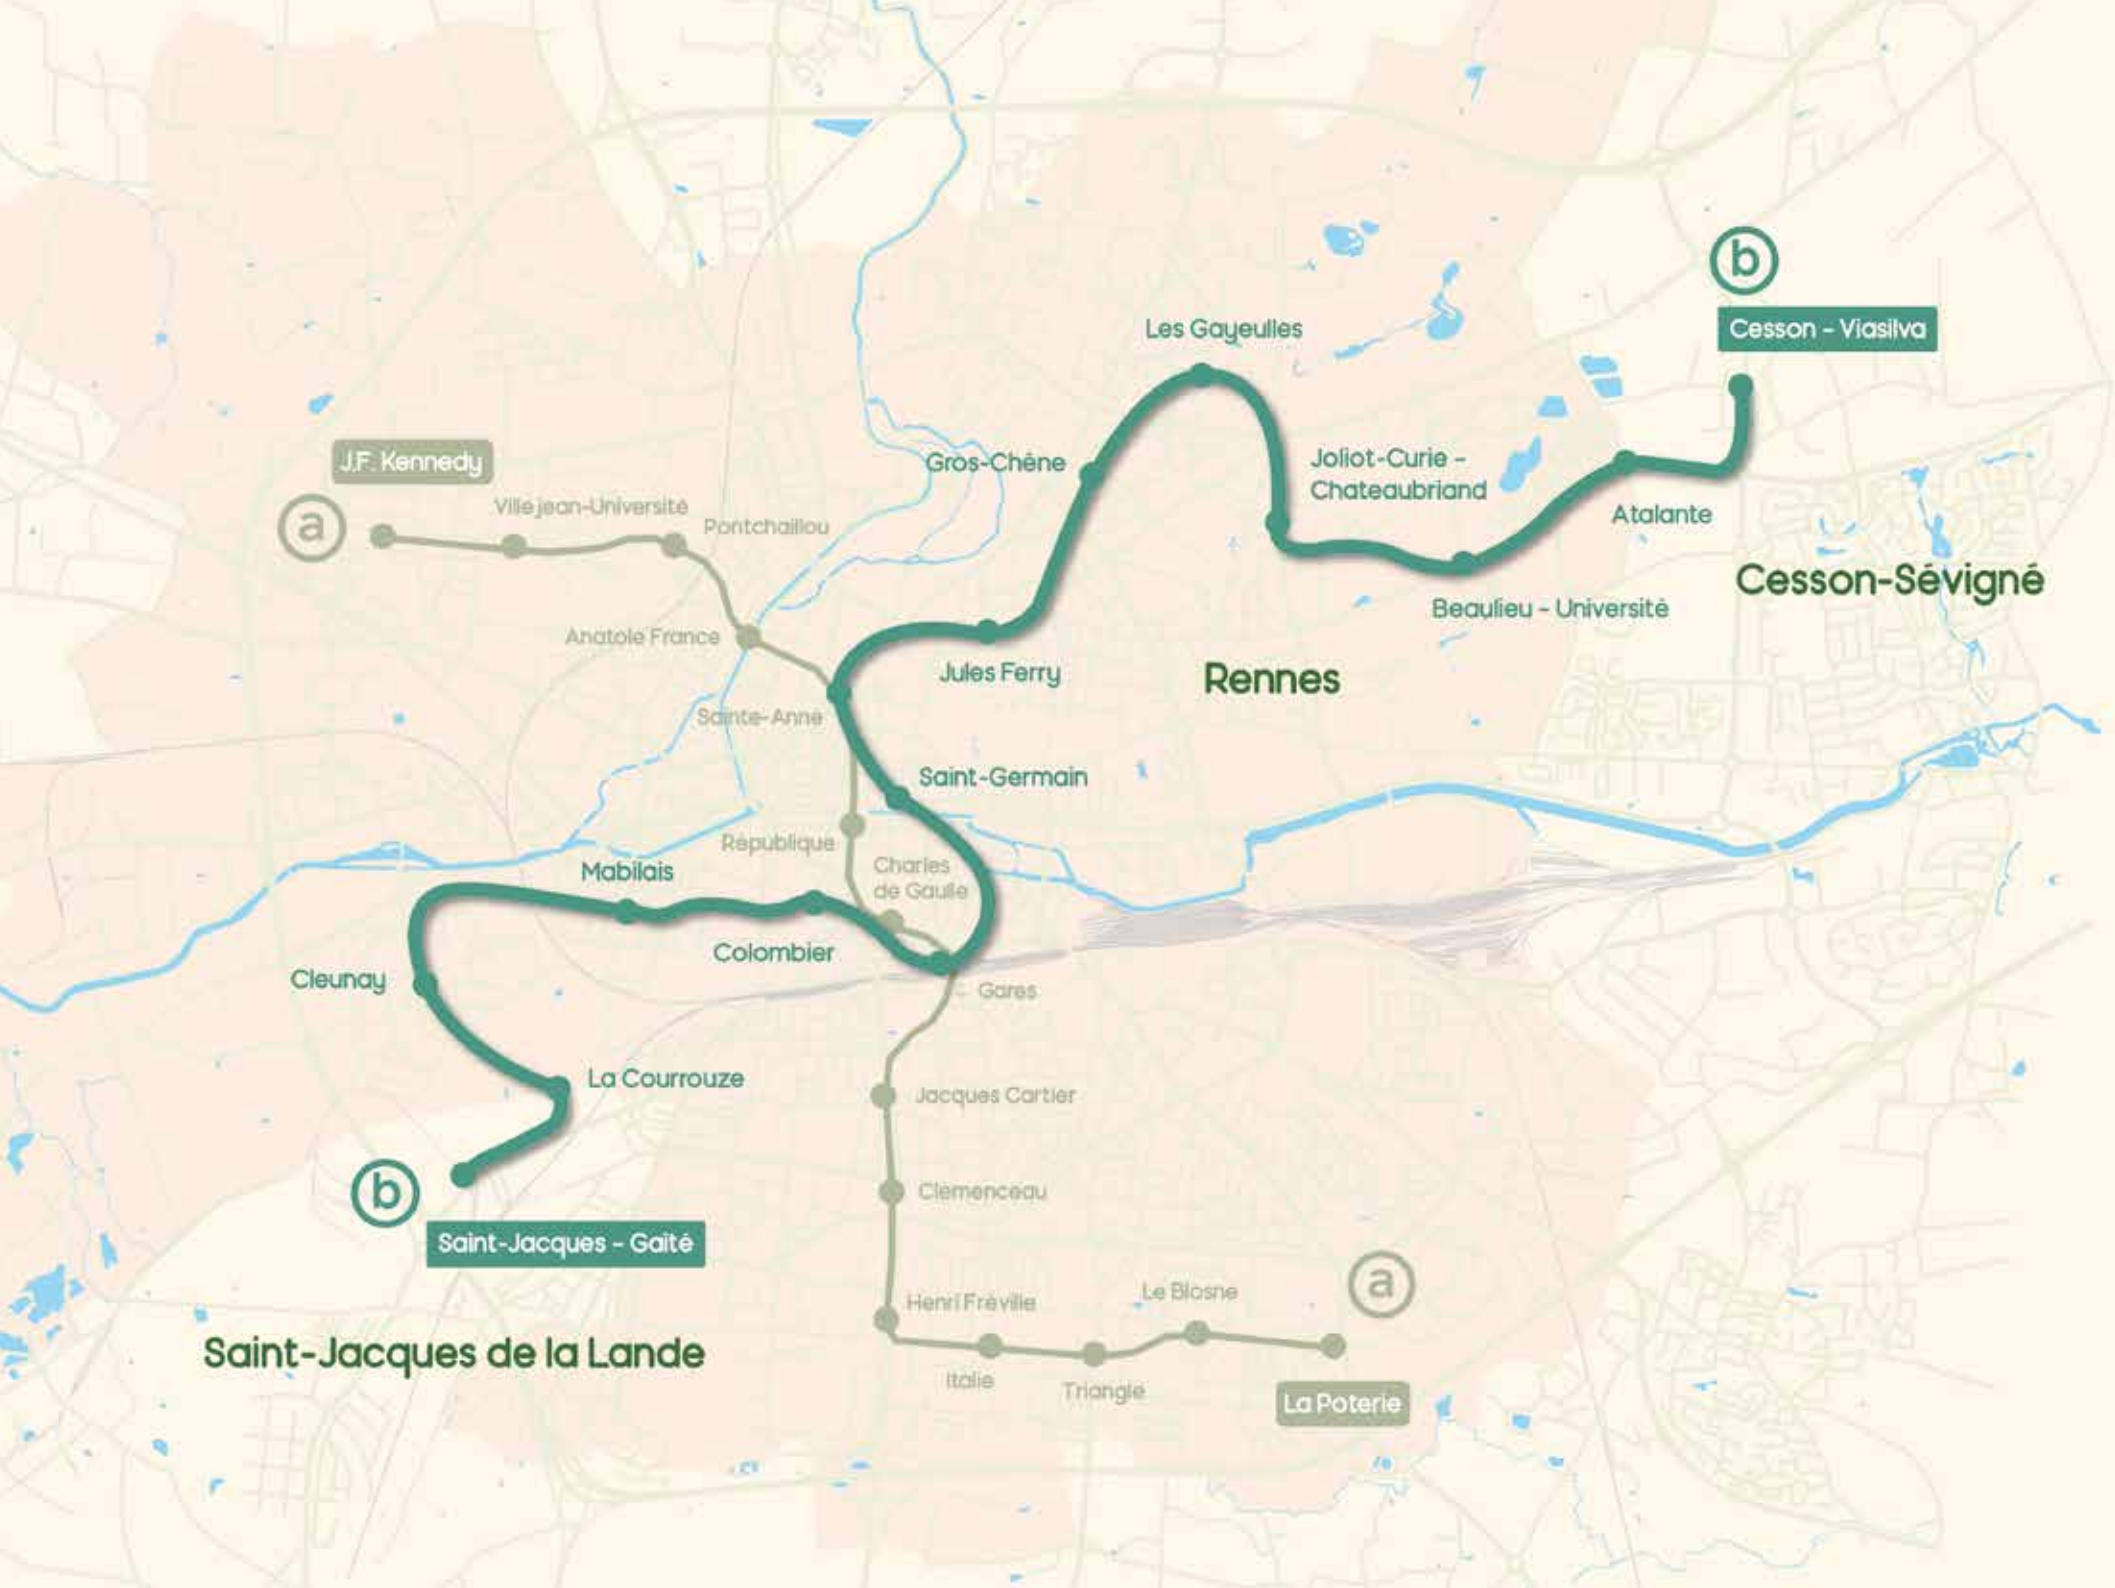 b
Cesson - Viasilva
Les Gayeulles
J.F. Kennedy
a
Villejean-Université
Pontchaillou
Gros-Chêne
Joliot-Curie -
Chateaubriand
Atalante
Cesson-Sévigné
Beaulieu - Université
Anatole France
Jules Ferry
Rennes
Sainte-Anne
Saint-Germain
République
Charles
de Gaulle
Mabilais
Colombier
Cleunay
Gares
La Courrouze
Jacques Cartier
b
Clemenceau
Saint-Jacques - Gaîté
a
Henri Fréville
Le Blosne
Saint-Jacques de la Lande
Italie
Triangle
La Poterie